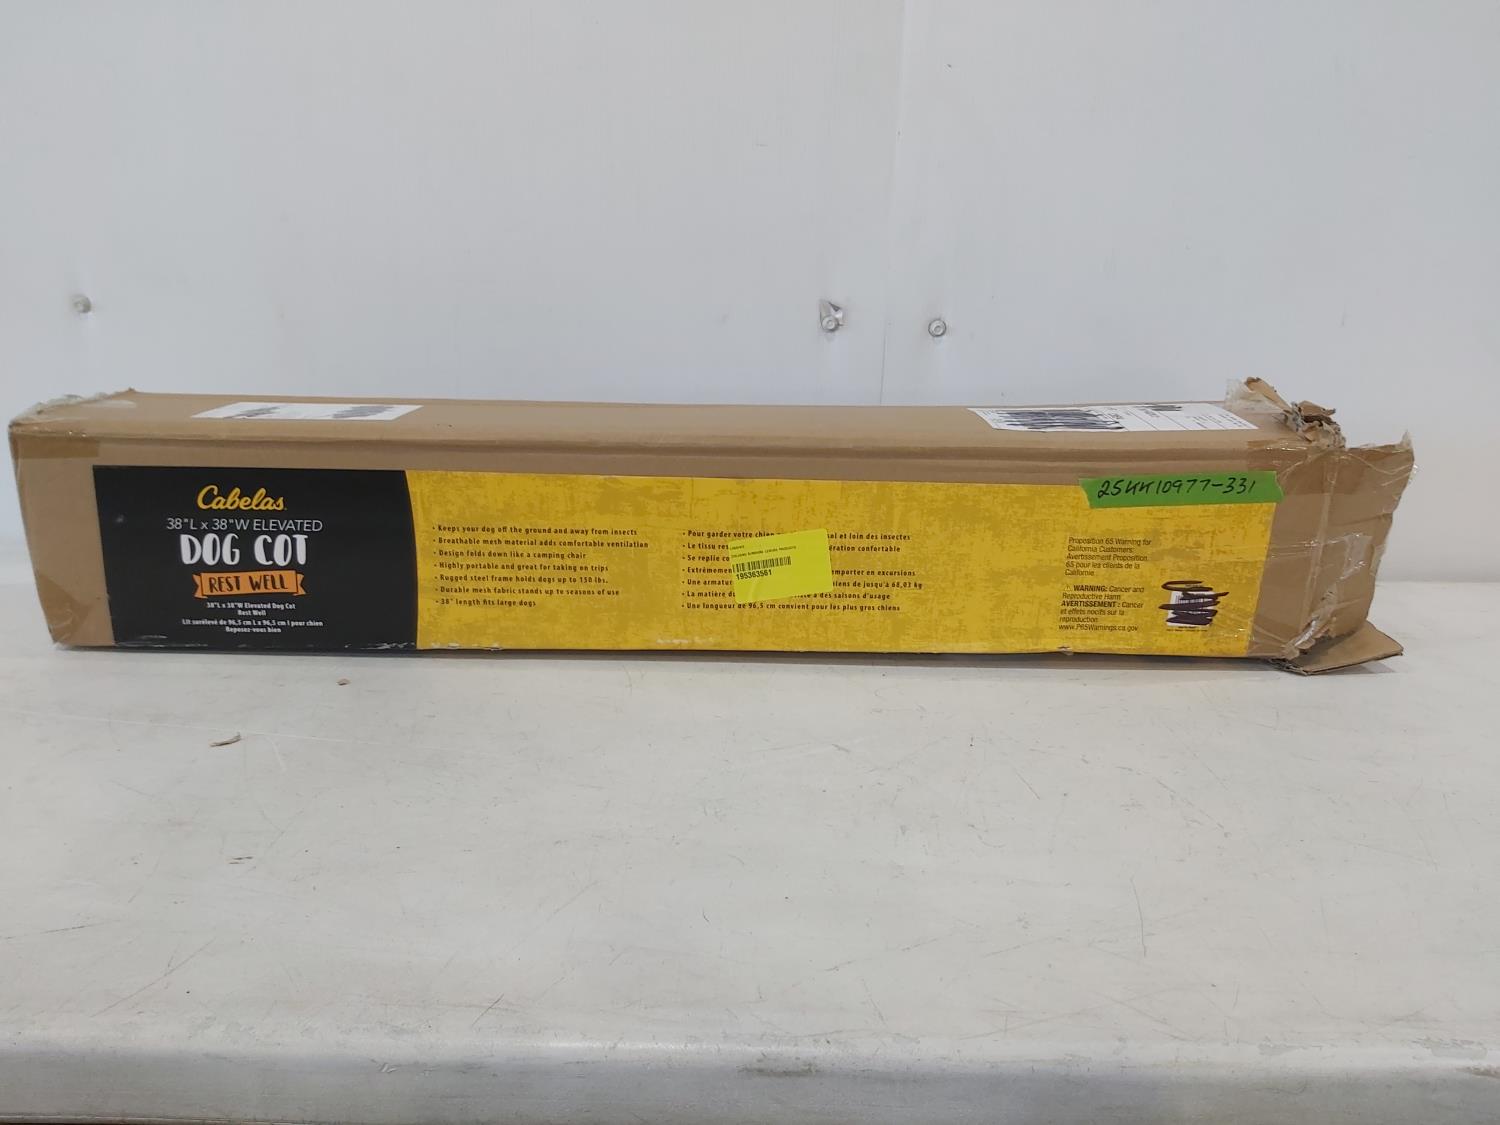 Cabelas
38"L x 38"W ELEVATED
DOG COT
REST WELL
38"L x 38"W Elevated Dog Cot
Rest Well
Lit surélevé de 96,5 cm L x 96,5 cm l pour chien
Reposez-vous bien
• Keeps your dog off the ground and away from insects
• Breathable mesh material adds comfortable ventilation
• Design folds down like a camping chair
• Highly portable and great for taking on trips
• Rugged steel frame holds dogs up to 150 lbs.
• Durable mesh fabric stands up to seasons of use
• 38" length fits large dogs
• Pour garder votre et loin des insectes
• Le tissu confortable
• Se replie
emporter en excursions
• Une de jusqu'à 68,03 kg
• La matière des saisons d'usage
• Une longueur de 96,5 cm convient pour les plus gros chiens
195363561
25KK10977-331
Proposition 65 Warning for
California Customers:
Avertissement Proposition
65 pour les clients de la
Californie
⚠ WARNING: Cancer and
Reproductive Harm
AVERTISSEMENT : Cancer
et effets nocifs sur la
reproduction
www.P65Warnings.ca.gov